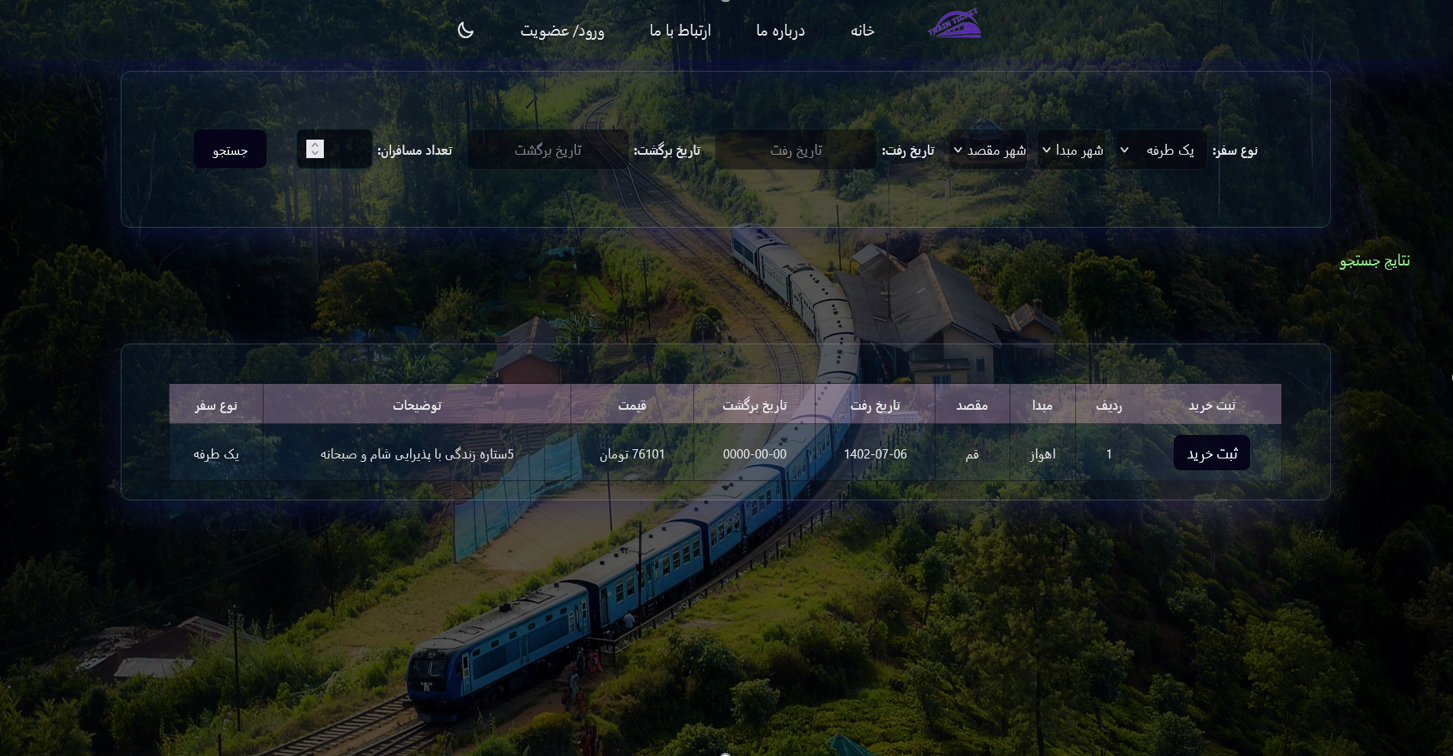 TRAIN TICKET
خانه درباره ما ارتباط با ما ورود/ عضویت
نوع سفر: یک طرفه شهر مبدا شهر مقصد تاریخ رفت: تاریخ رفت تاریخ برگشت: تاریخ برگشت تعداد مسافران: جستجو
نتایج جستجو
ثبت خرید ردیف مبدا مقصد تاریخ رفت تاریخ برگشت قیمت توضیحات نوع سفر
ثبت خرید 1 اهواز قم 1402-07-06 0000-00-00 76101 تومان 5ستاره زندگی با پذیرایی شام و صبحانه یک طرفه